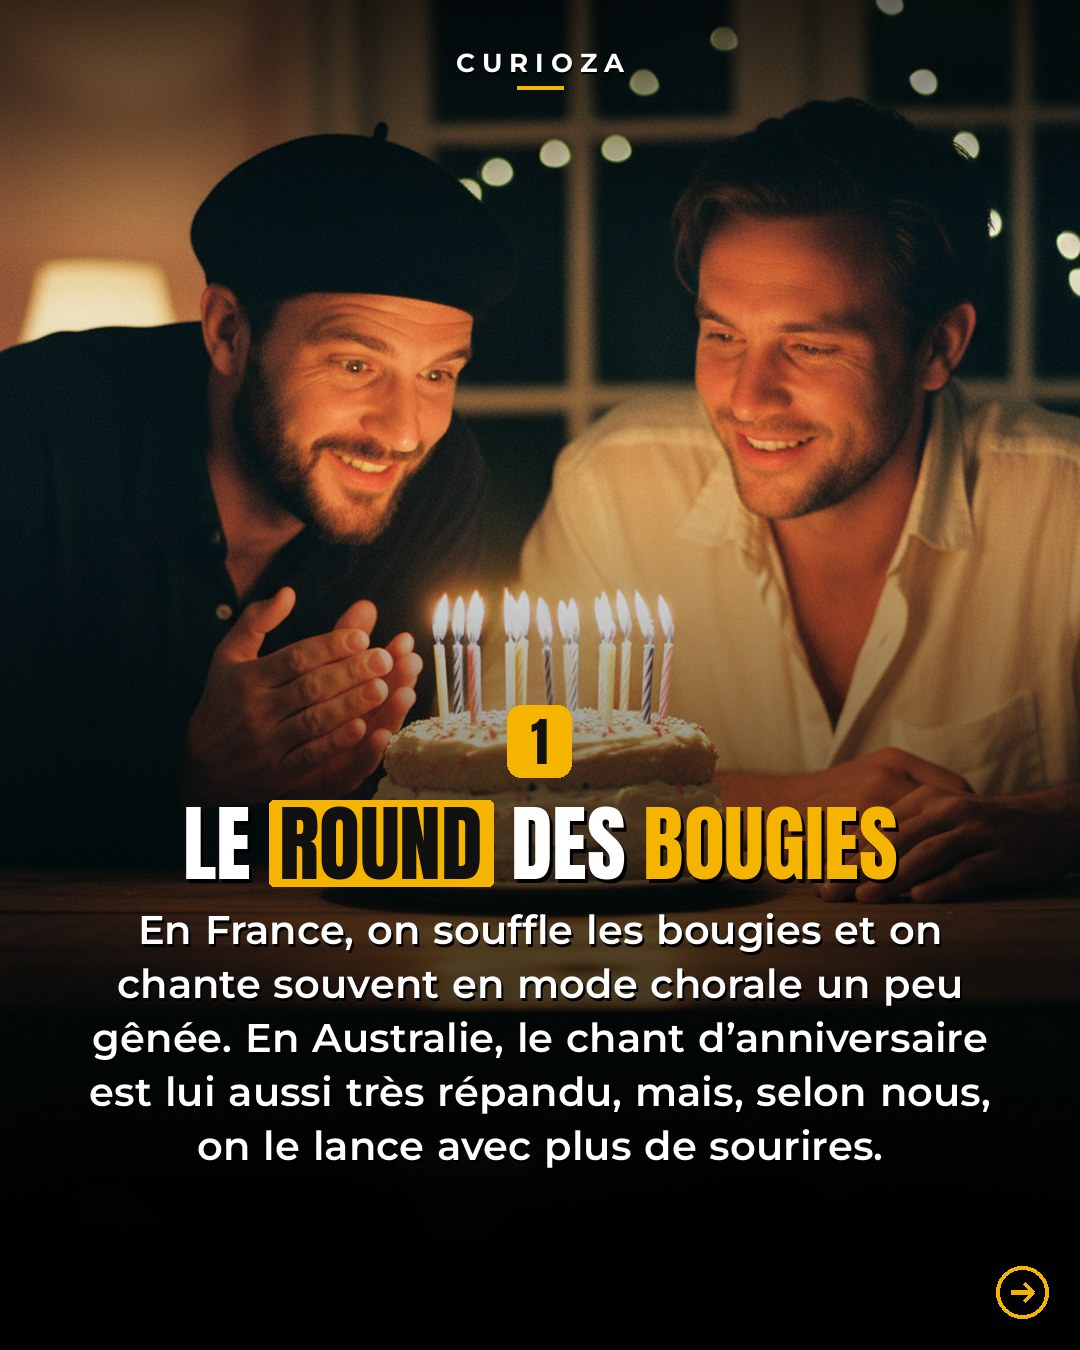 CURIOZA
1
LE ROUND DES BOUGIES
En France, on souffle les bougies et on
chante souvent en mode chorale un peu
gênée. En Australie, le chant d’anniversaire
est lui aussi très répandu, mais, selon nous,
on le lance avec plus de sourires.